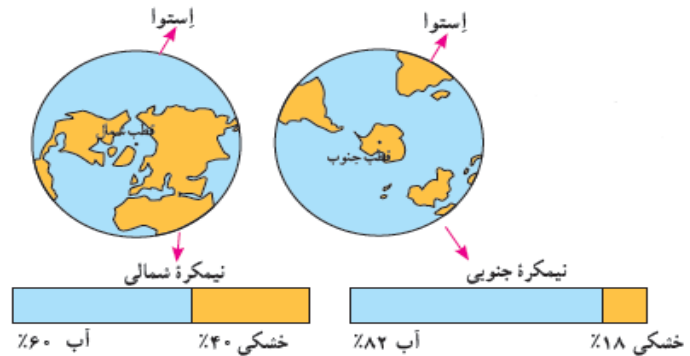 اِستوا
اِستوا
قطب شمال
قطب جنوب
نیمکرهٔ شمالی
نیمکرهٔ جنوبی
آب ۶۰٪ خشکی ۴۰٪
آب ۸۲٪ خشکی ۱۸٪